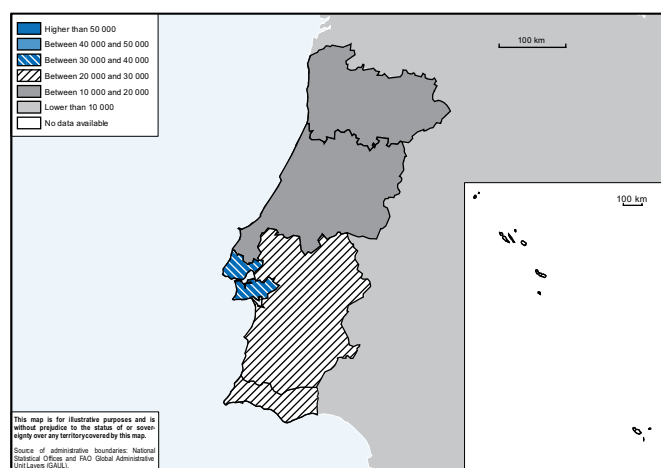 Higher than 50 000
Between 40 000 and 50 000
Between 30 000 and 40 000
Between 20 000 and 30 000
Between 10 000 and 20 000
Lower than 10 000
No data available
100 km
100 km
This map is for illustrative purposes and is
without prejudice to the status of or sover-
eignty over any territorycovered by this map.
Source of administrative boundaries: National
Statistical Offices and FAO Global Administrative
Unit Layers (GAUL).